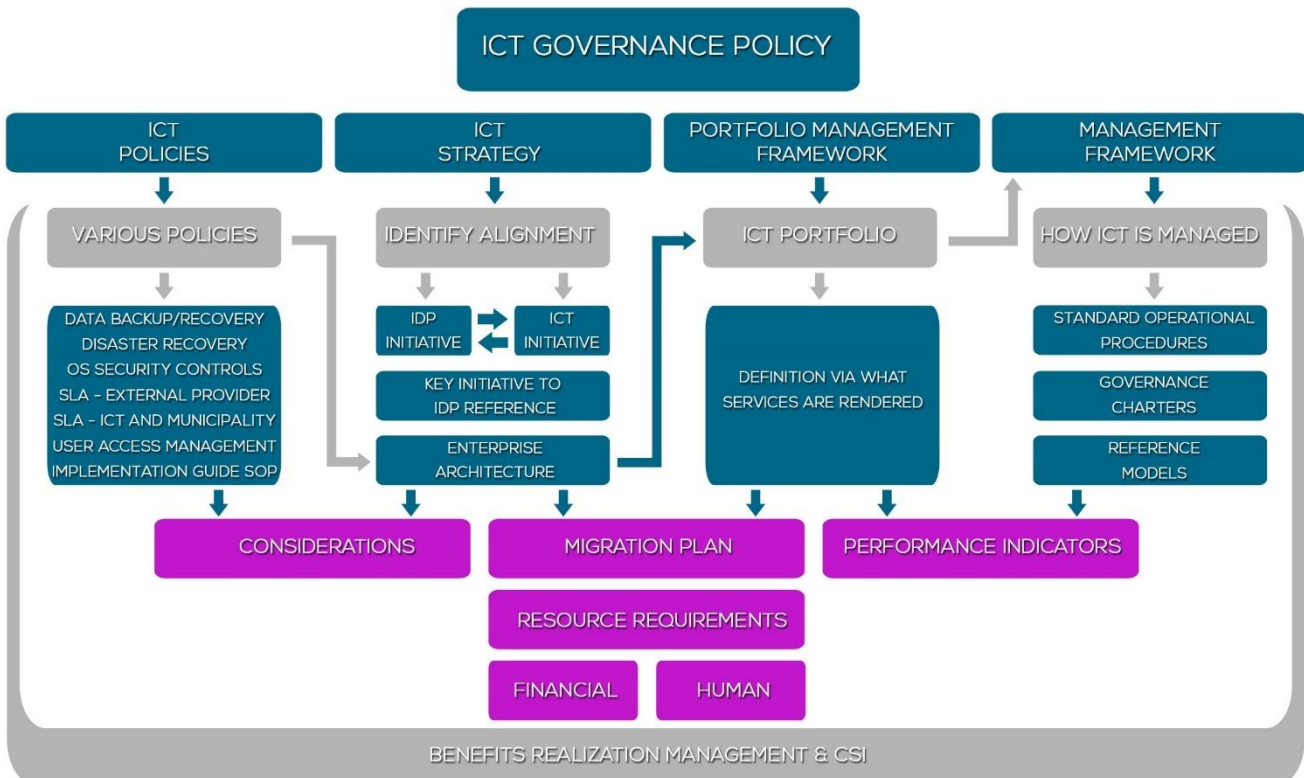 ICT GOVERNANCE POLICY
ICT
POLICIES
ICT
STRATEGY
PORTFOLIO MANAGEMENT
FRAMEWORK
MANAGEMENT
FRAMEWORK
VARIOUS POLICIES
IDENTIFY ALIGNMENT
ICT PORTFOLIO
HOW ICT IS MANAGED
DATA BACKUP/RECOVERY
DISASTER RECOVERY
OS SECURITY CONTROLS
SLA - EXTERNAL PROVIDER
SLA - ICT AND MUNICIPALITY
USER ACCESS MANAGEMENT
IMPLEMENTATION GUIDE SOP
IDP
INITIATIVE
ICT
INITIATIVE
KEY INITIATIVE TO
IDP REFERENCE
ENTERPRISE
ARCHITECTURE
DEFINITION VIA WHAT
SERVICES ARE RENDERED
STANDARD OPERATIONAL
PROCEDURES
GOVERNANCE
CHARTERS
REFERENCE
MODELS
CONSIDERATIONS
MIGRATION PLAN
PERFORMANCE INDICATORS
RESOURCE REQUIREMENTS
FINANCIAL
HUMAN
BENEFITS REALIZATION MANAGEMENT & CSI